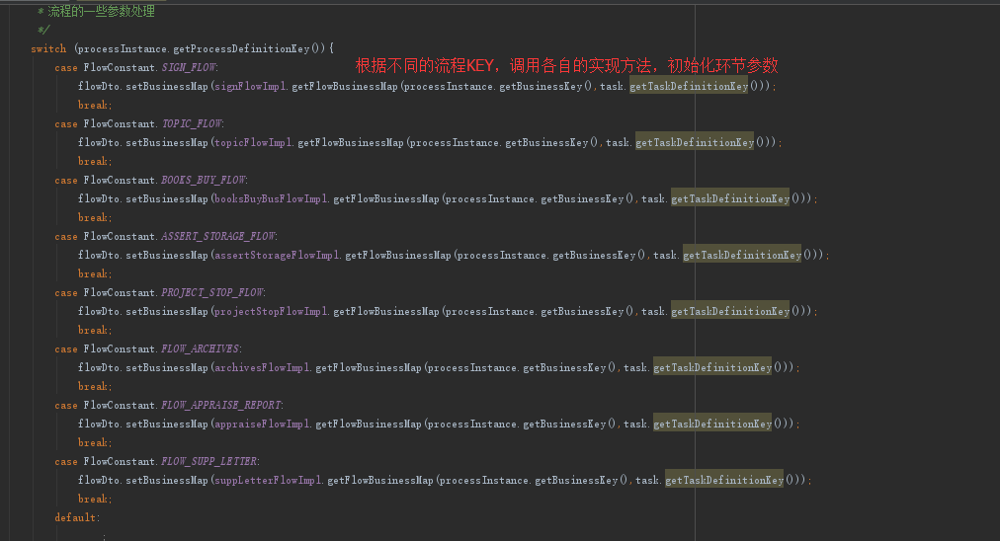 * 流程的一些参数处理
*/
switch (processInstance.getProcessDefinitionKey()){
case FlowConstant.SIGN_FLOW:
根据不同的流程KEY，调用各自的实现方法，初始化环节参数
flowDto.setBusinessMap(signFlowImpl.getFlowBusinessMap(processInstance.getBusinessKey(),task.getTaskDefinitionKey()));
break;
case FlowConstant.TOPIC_FLOW:
flowDto.setBusinessMap(topicFlowImpl.getFlowBusinessMap(processInstance.getBusinessKey(),task.getTaskDefinitionKey()));
break;
case FlowConstant.BOOKS_BUY_FLOW:
flowDto.setBusinessMap(booksBuyBusFlowImpl.getFlowBusinessMap(processInstance.getBusinessKey(),task.getTaskDefinitionKey()));
break;
case FlowConstant.ASSERT_STORAGE_FLOW:
flowDto.setBusinessMap(assertStorageFlowImpl.getFlowBusinessMap(processInstance.getBusinessKey(),task.getTaskDefinitionKey()));
break;
case FlowConstant.PROJECT_STOP_FLOW:
flowDto.setBusinessMap(projectStopFlowImpl.getFlowBusinessMap(processInstance.getBusinessKey(),task.getTaskDefinitionKey()));
break;
case FlowConstant.FLOW_ARCHIVES:
flowDto.setBusinessMap(archivesFlowImpl.getFlowBusinessMap(processInstance.getBusinessKey(),task.getTaskDefinitionKey()));
break;
case FlowConstant.FLOW_APPRAISE_REPORT:
flowDto.setBusinessMap(appraiseFlowImpl.getFlowBusinessMap(processInstance.getBusinessKey(),task.getTaskDefinitionKey()));
break;
case FlowConstant.FLOW_SUPP_LETTER:
flowDto.setBusinessMap(suppLetterFlowImpl.getFlowBusinessMap(processInstance.getBusinessKey(),task.getTaskDefinitionKey()));
break;
default:
;